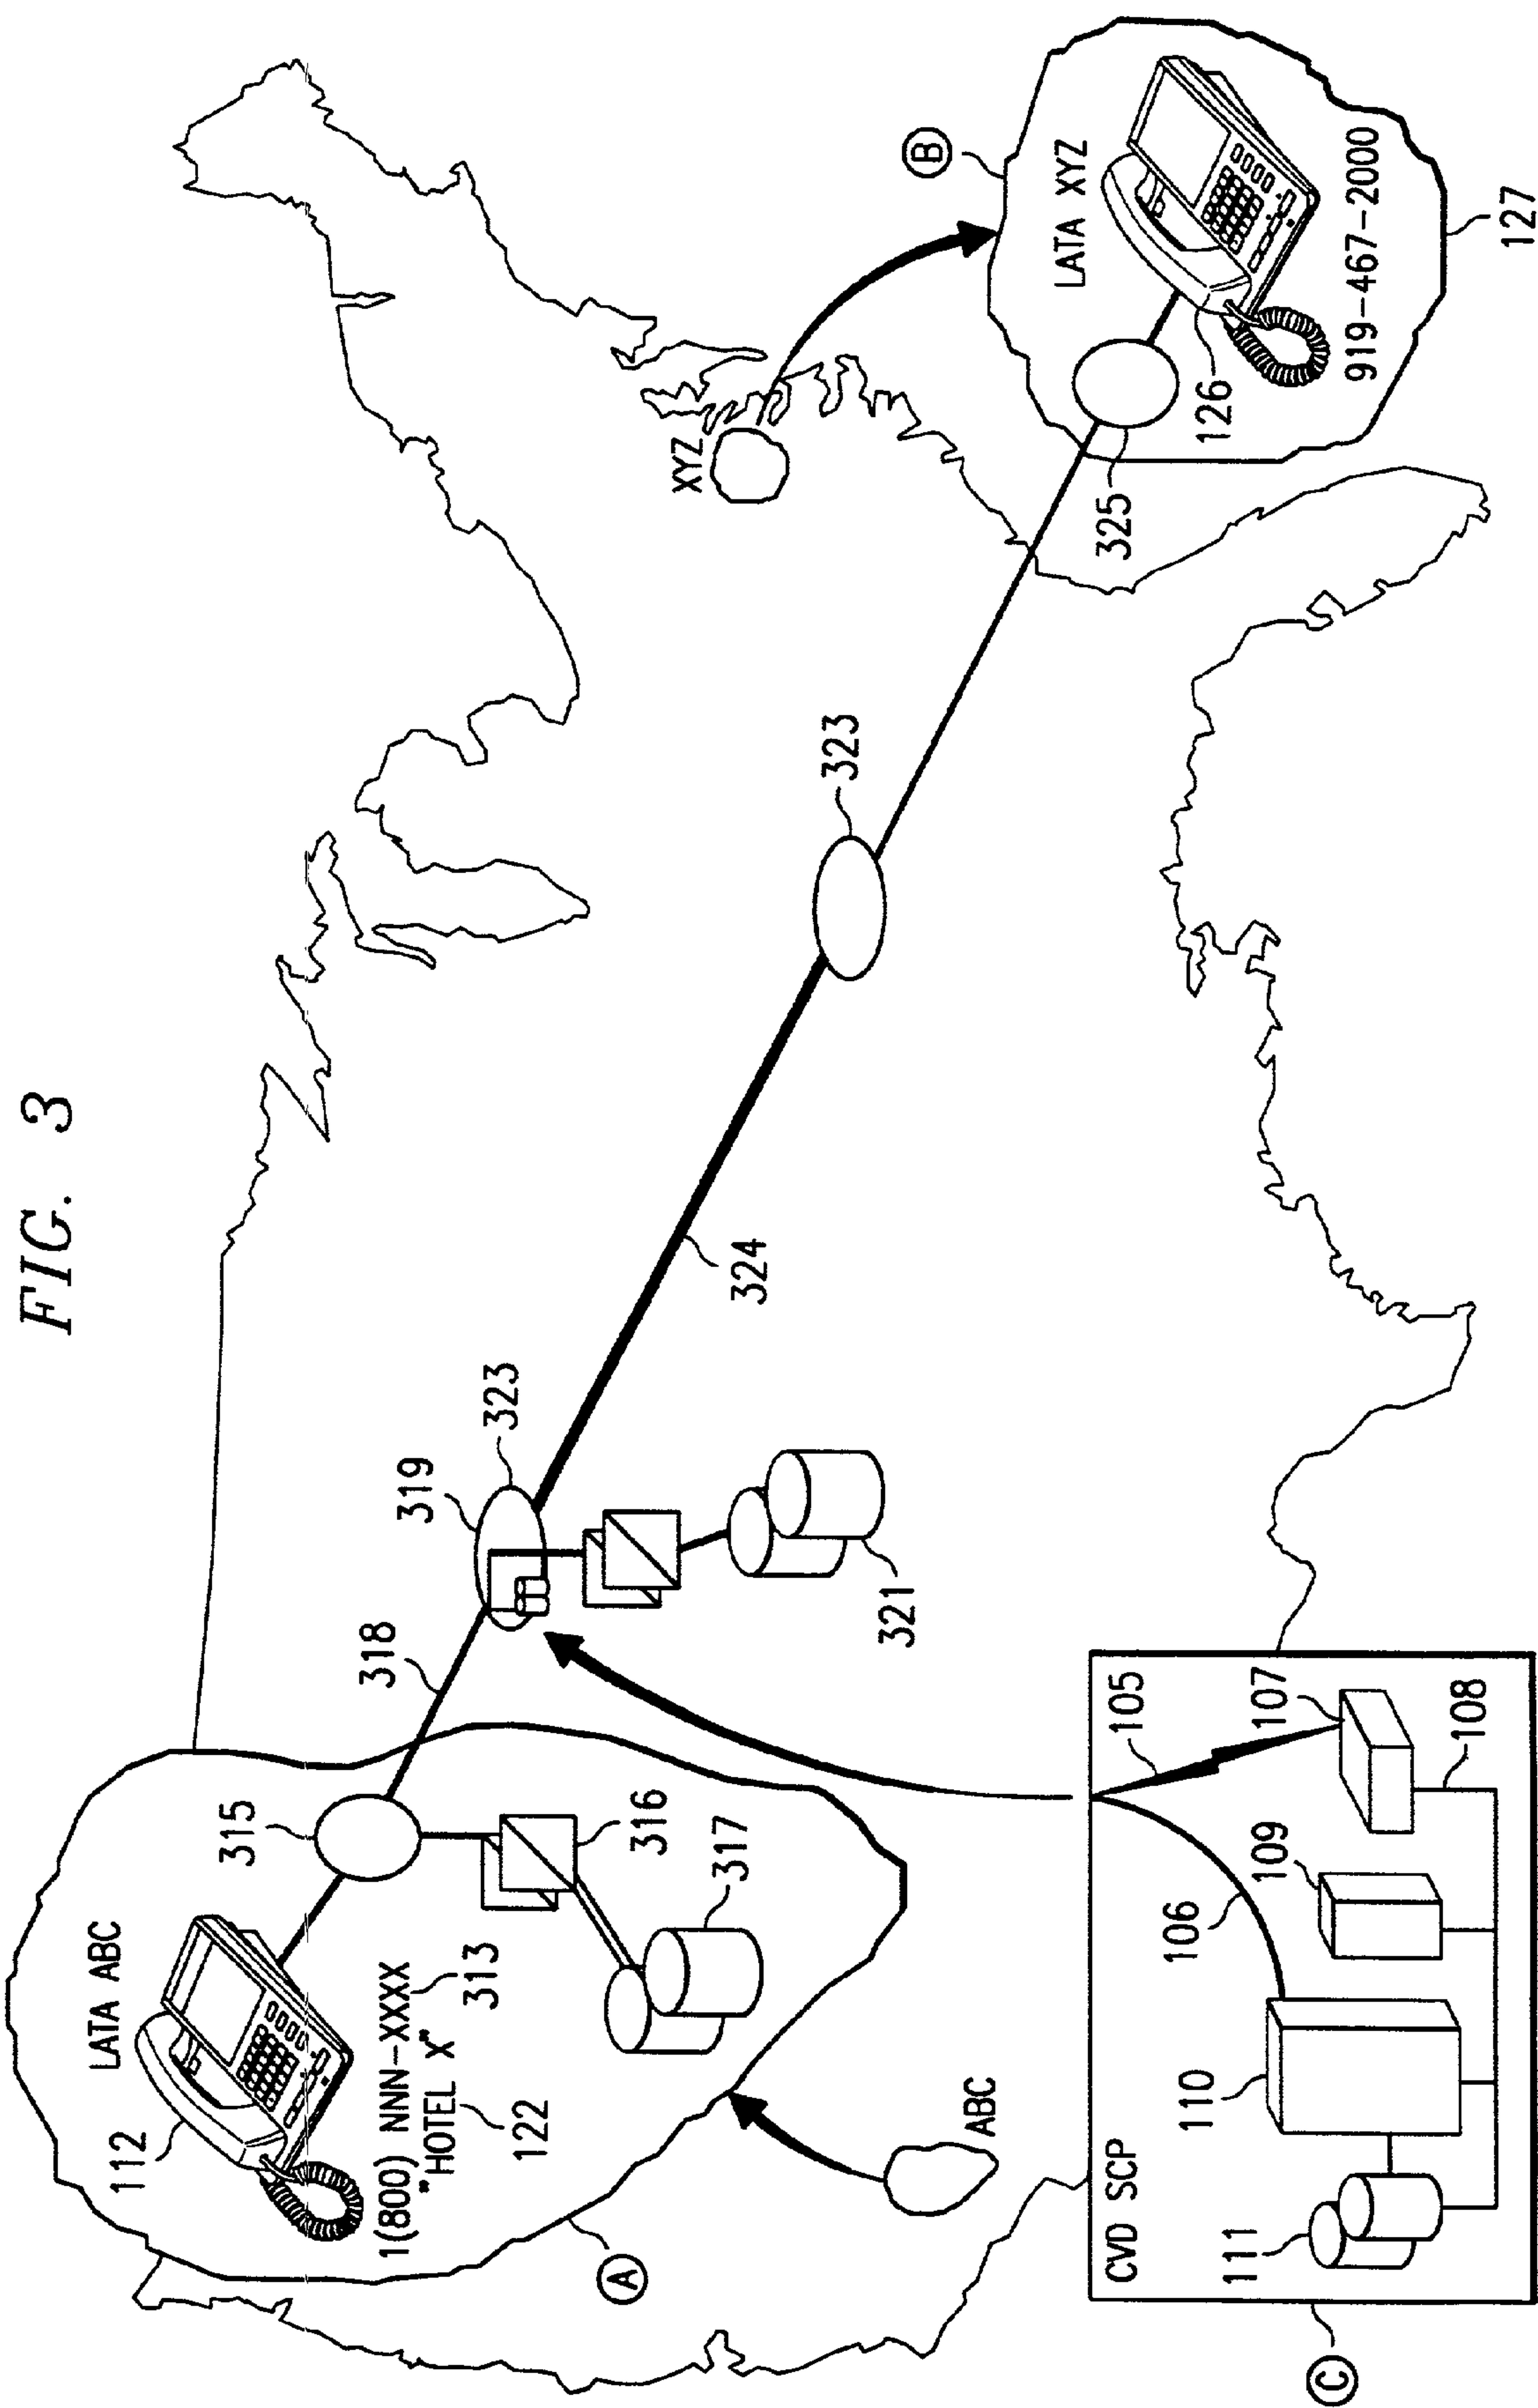 FIG. 3
LATA ABC
112
1(800) NNN-XXXX
313
"HOTEL X"
122
315
316
317
318
319
323
321
324
323
A
ABC
XYZ
B
LATA XYZ
325
126
919-467-2000
127
C
CVD SCP
105
106
107
108
109
110
111